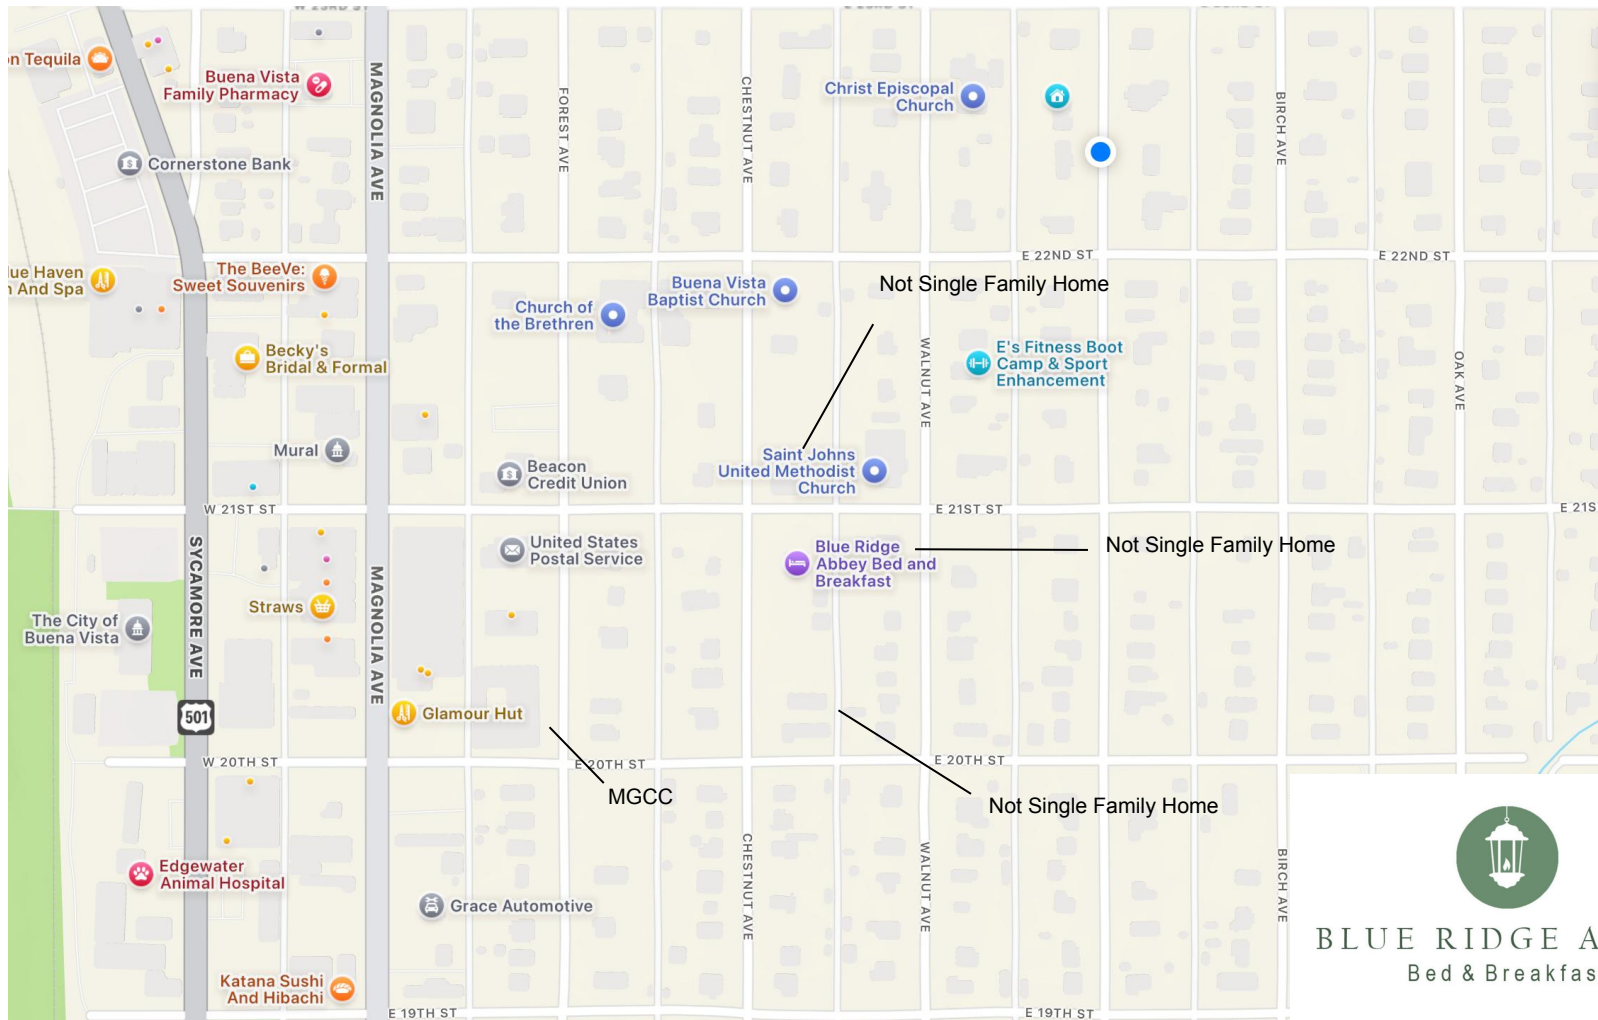 W 23RD ST
E 23RD ST
n Tequila
Buena Vista
Family Pharmacy
MAGNOLIA AVE
FOREST AVE
CHESTNUT AVE
Christ Episcopal
Church
BIRCH AVE
Cornerstone Bank
E 22ND ST
E 22ND ST
lue Haven
n And Spa
The BeeVe:
Sweet Souvenirs
Church of
the Brethren
Buena Vista
Baptist Church
Not Single Family Home
Becky's
Bridal & Formal
WALNUT AVE
E's Fitness Boot
Camp & Sport
Enhancement
OAK AVE
Mural
Beacon
Credit Union
Saint Johns
United Methodist
Church
W 21ST ST
E 21ST ST
E 21S
SYCAMORE AVE
MAGNOLIA AVE
United States
Postal Service
Blue Ridge
Abbey Bed and
Breakfast
Not Single Family Home
Straws
The City of
Buena Vista
501
Glamour Hut
W 20TH ST
E 20TH ST
E 20TH ST
MGCC
Not Single Family Home
Edgewater
Animal Hospital
CHESTNUT AVE
WALNUT AVE
BIRCH AVE
Grace Automotive
Katana Sushi
And Hibachi
E 19TH ST
E 19TH ST
BLUE RIDGE A
Bed & Breakfas